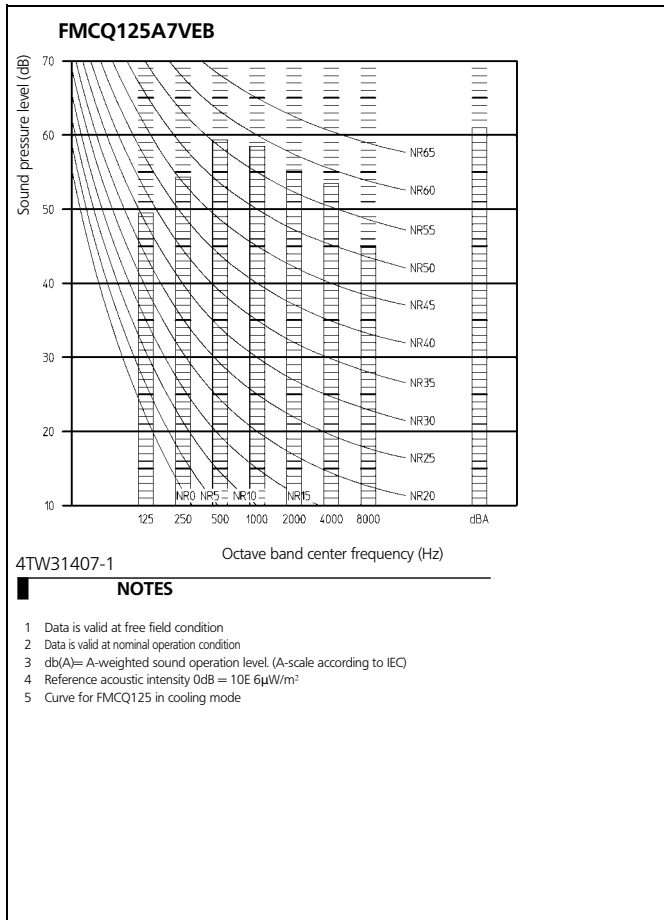 FMCQ125A7VEB
Sound pressure level (dB)
70
60
50
40
30
20
10
NR65
NR60
NR55
NR50
NR45
NR40
NR35
NR30
NR25
NR20
NR0 NR5 NR10 NR15
125 250 500 1000 2000 4000 8000 dBA
Octave band center frequency (Hz)
4TW31407-1
NOTES
1 Data is valid at free field condition
2 Data is valid at nominal operation condition
3 db(A)= A-weighted sound operation level. (A-scale according to IEC)
4 Reference acoustic intensity 0dB = 10E 6µW/m²
5 Curve for FMCQ125 in cooling mode